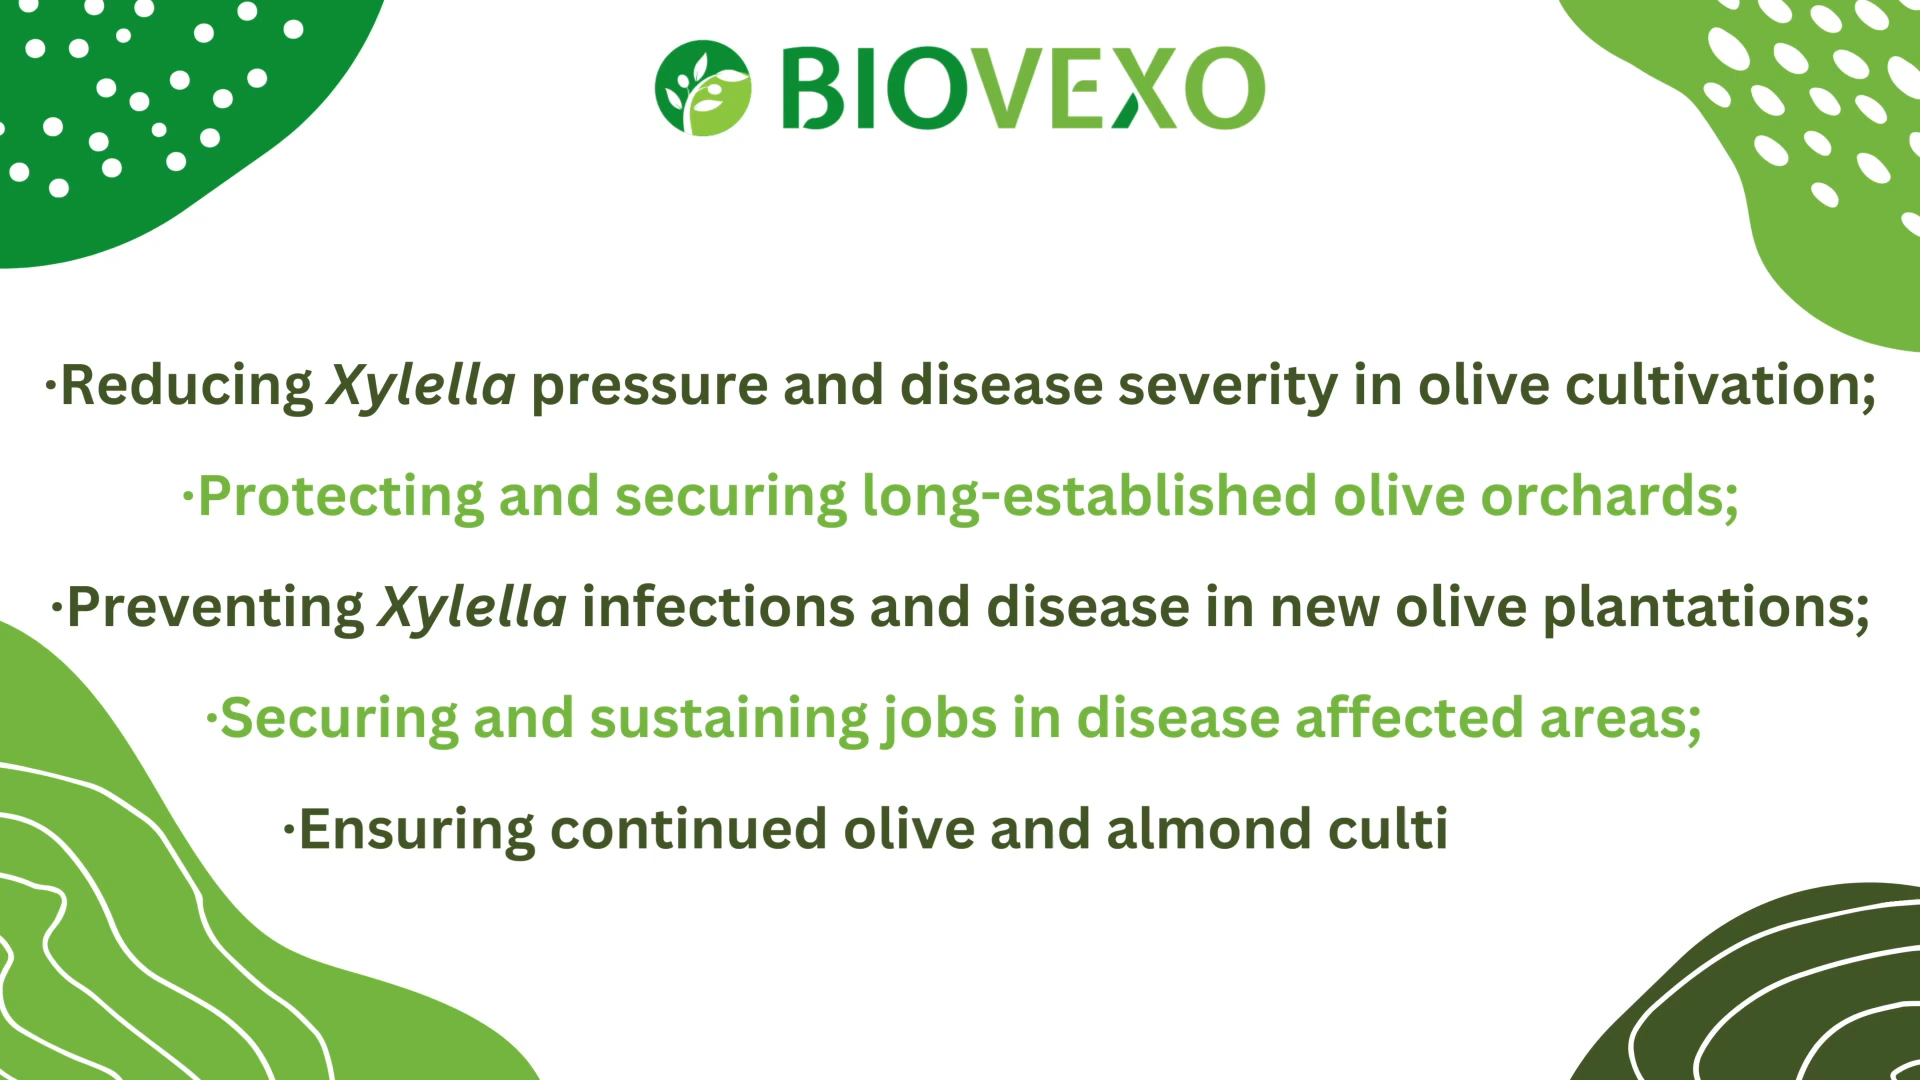 BIOVEXO
·Reducing Xylella pressure and disease severity in olive cultivation;
·Protecting and securing long-established olive orchards;
·Preventing Xylella infections and disease in new olive plantations;
·Securing and sustaining jobs in disease affected areas;
·Ensuring continued olive and almond culti